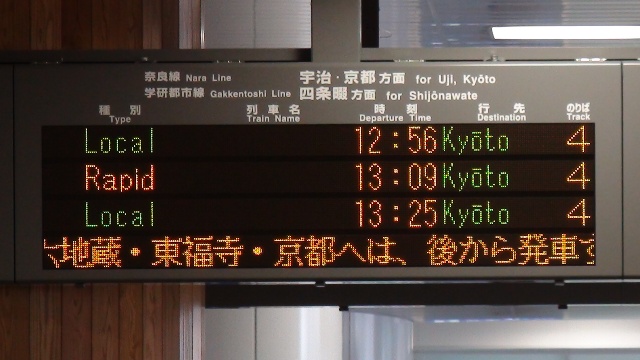 奈良線 Nara Line 宇治・京都方面 for Uji, Kyōto
学研都市線 Gakkentoshi Line 四条畷方面 for Shijōnawate
種別 列車名 時刻 行先 のりば
Type Train Name Departure Time Destination Track
Local 12:56 Kyōto 4
Rapid 13:09 Kyōto 4
Local 13:25 Kyōto 4
地蔵・東福寺・京都へは、後から発車